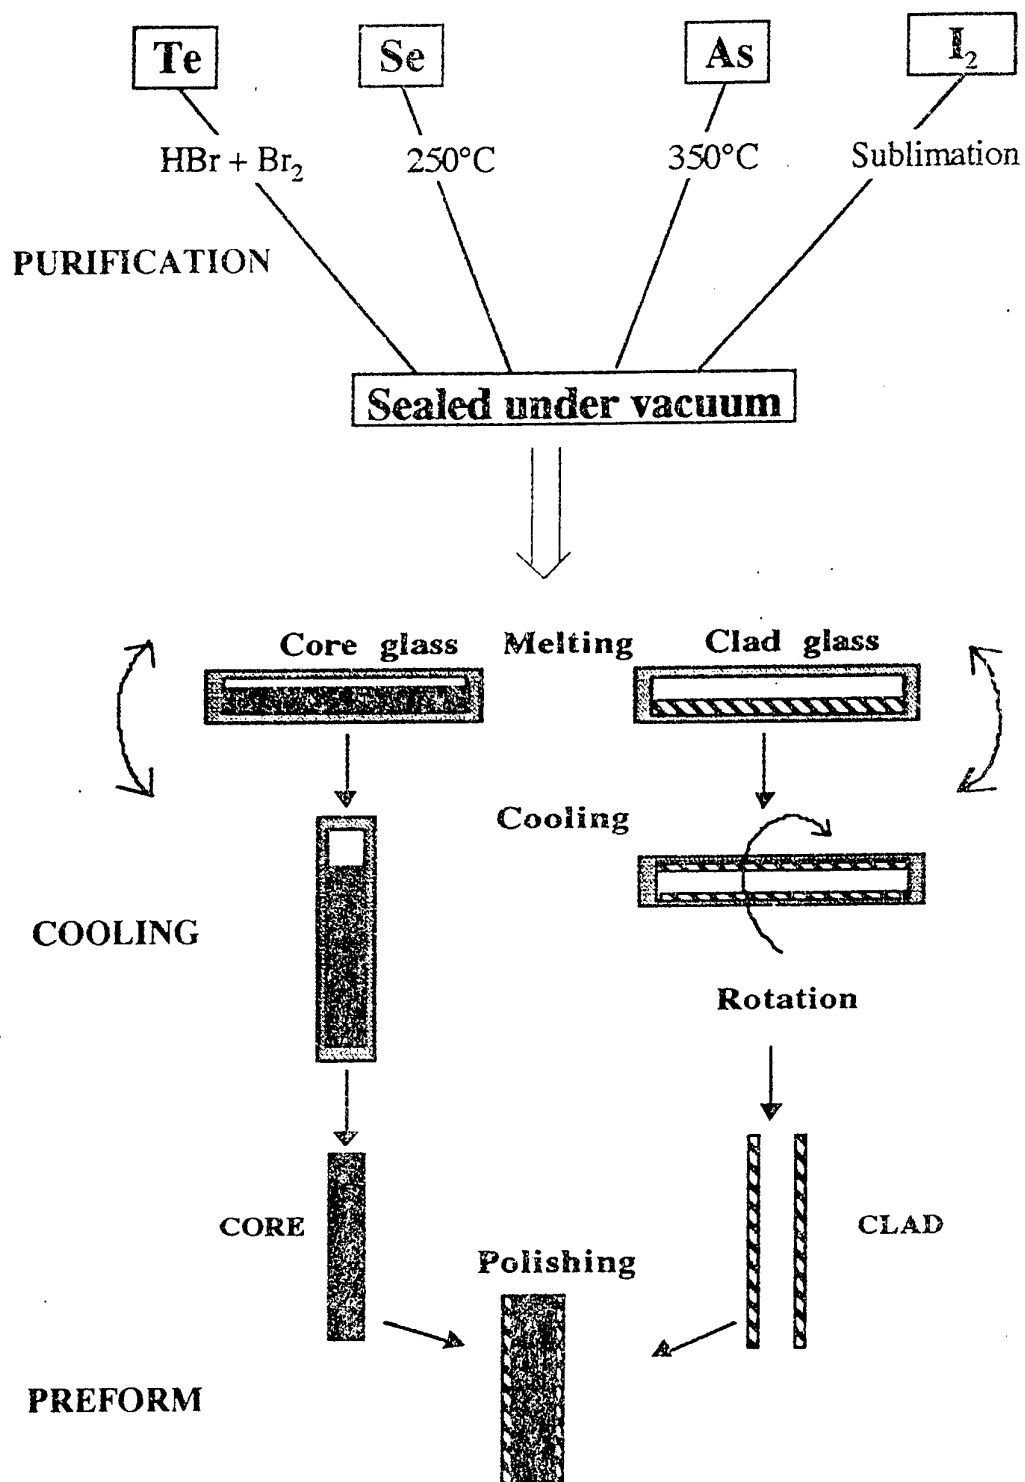 Te Se As I₂
HBr + Br₂ 250°C 350°C Sublimation
PURIFICATION
Sealed under vacuum
Core glass Melting Clad glass
Cooling
COOLING
Rotation
CORE CLAD
Polishing
PREFORM